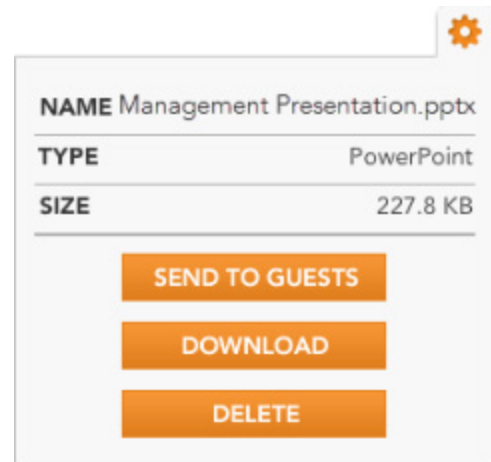 NAME Management Presentation.pptx
TYPE PowerPoint
SIZE 227.8 KB
SEND TO GUESTS
DOWNLOAD
DELETE